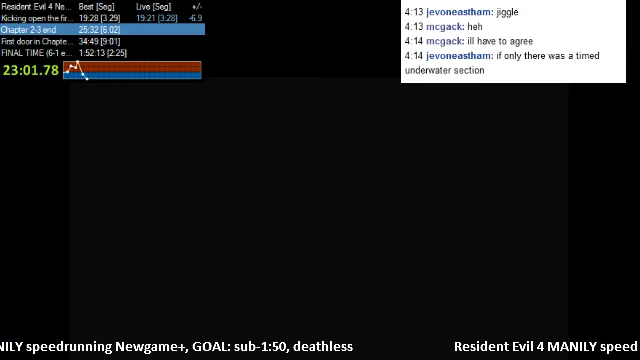 Resident Evil 4 Ne... Best [Seg] Live [Seg] +/-
Kicking open the fir... 19:28 [3:29] 19:21 [3:28] -6.9
Chapter 2-3 end 25:32 [6:02]
First door in Chapte... 34:49 [9:01]
FINAL TIME (6-1 e... 1:52:13 [2:25]
23:01.78
4:13 jevoneastham: jiggle
4:13 mcgack: heh
4:14 mcgack: ill have to agree
4:14 jevoneastham: if only there was a timed
underwater section
NILY speedrunning Newgame+, GOAL: sub-1:50, deathless Resident Evil 4 MANILY speed